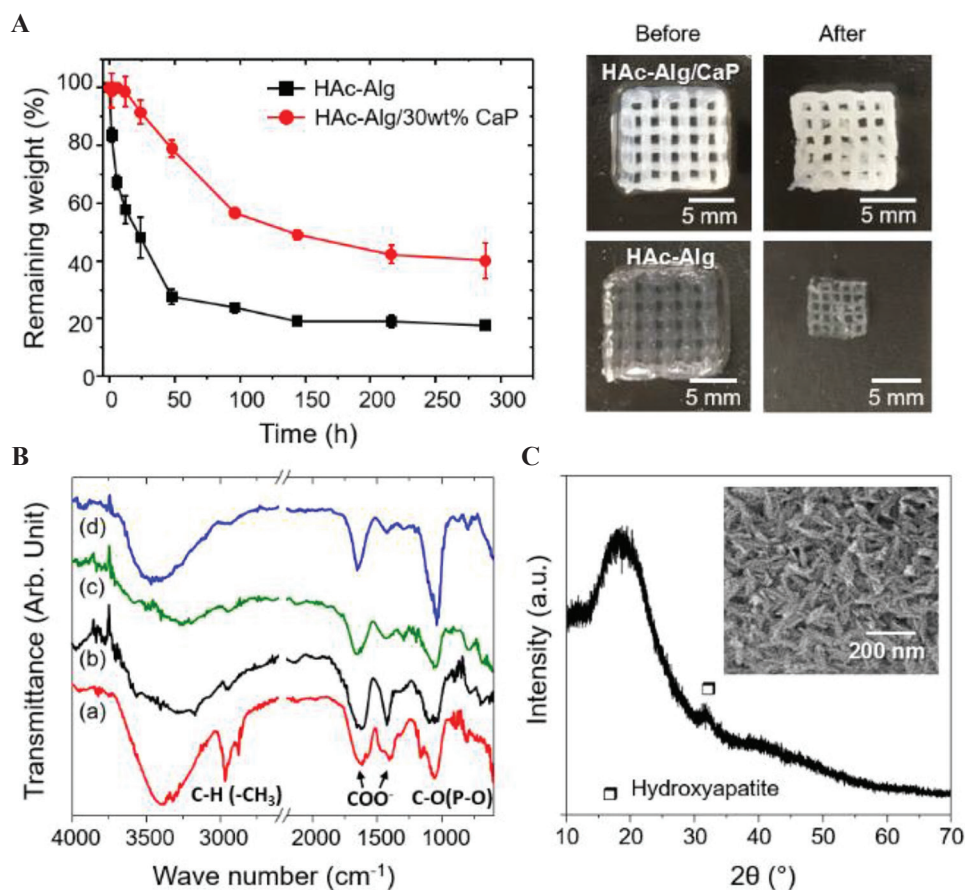 A
Remaining weight (%)
100
80
60
40
20
0
HAc-Alg
HAc-Alg/30wt% CaP
0 50 100 150 200 250 300
Time (h)
Before After
HAc-Alg/CaP
5 mm 5 mm
HAc-Alg
5 mm 5 mm
B
Transmittance (Arb. Unit)
(d)
(c)
(b)
(a)
C-H (-CH₃) COO⁻ C-O(P-O)
4000 3500 3000 2000 1500 1000
Wave number (cm⁻¹)
C
Intensity (a.u.)
200 nm
Hydroxyapatite
10 20 30 40 50 60 70
2θ (°)